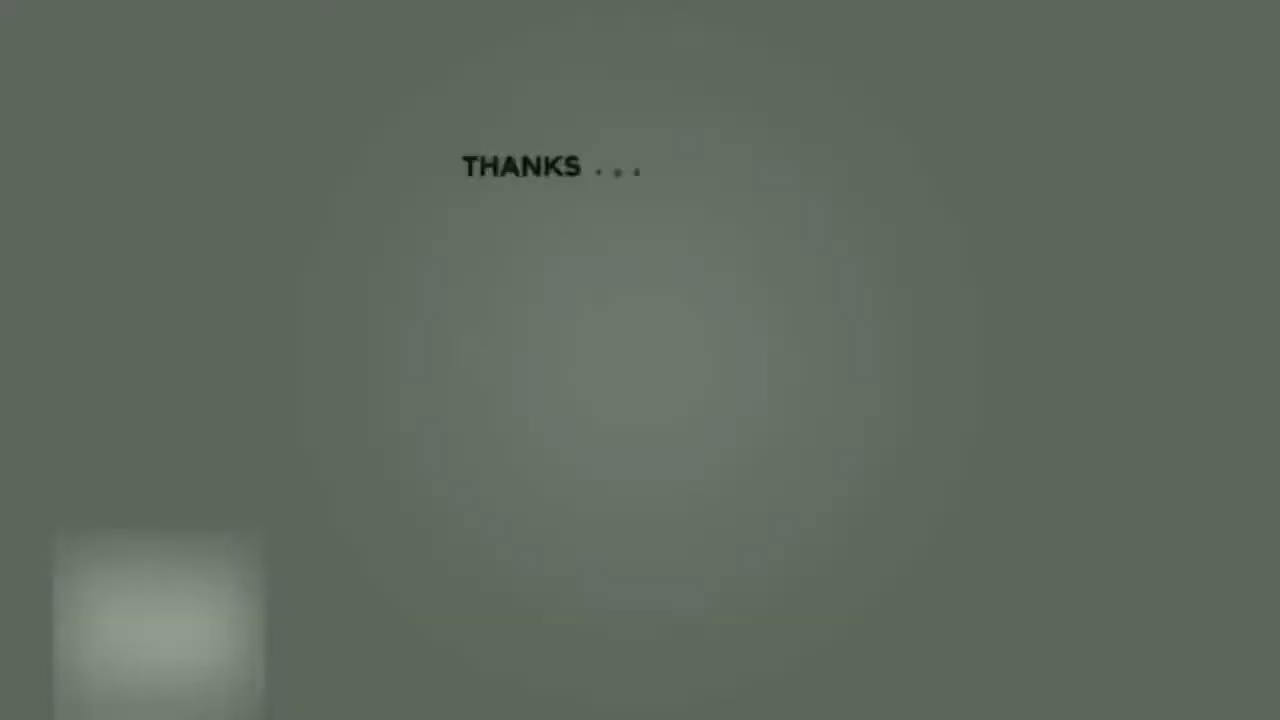 THANKS . . .